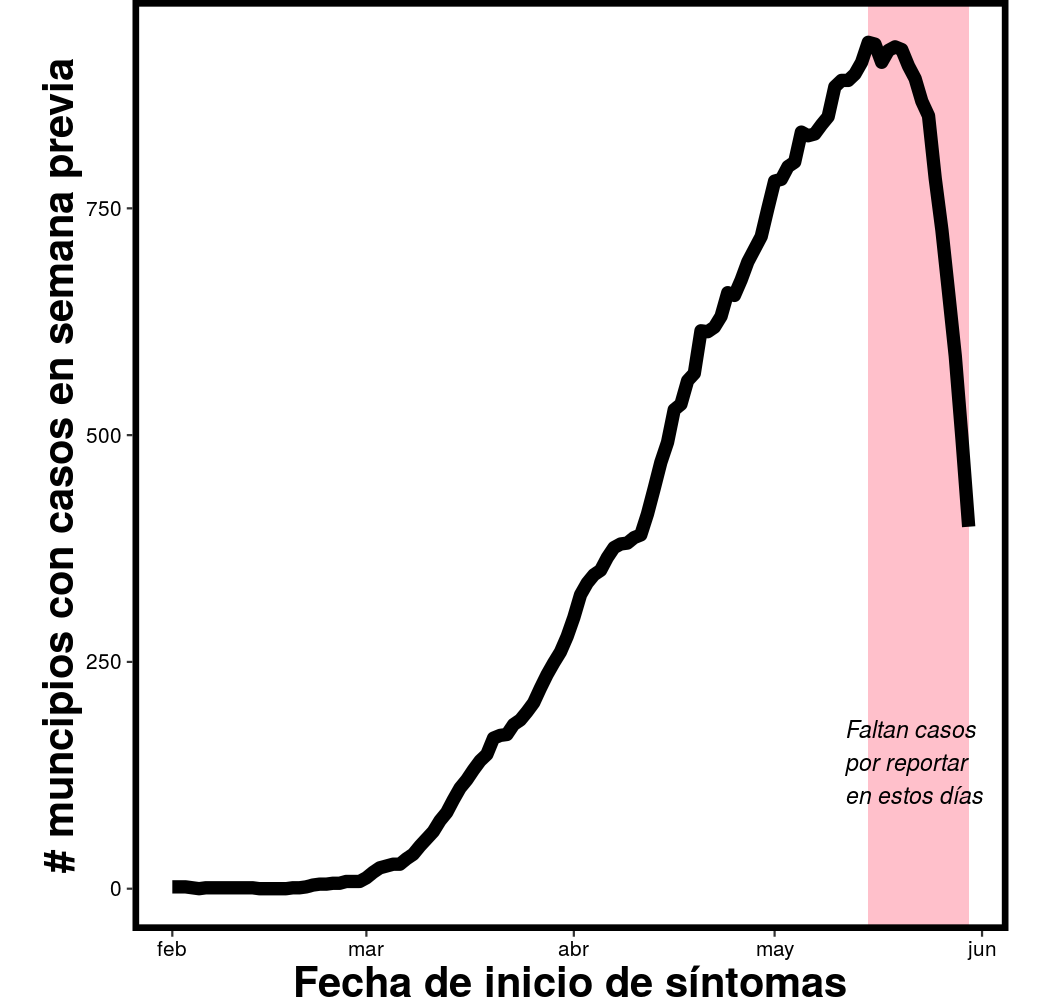 # muncipios con casos en semana previa
750
500
250
0
Faltan casos
por reportar
en estos días
feb mar abr may jun
Fecha de inicio de síntomas